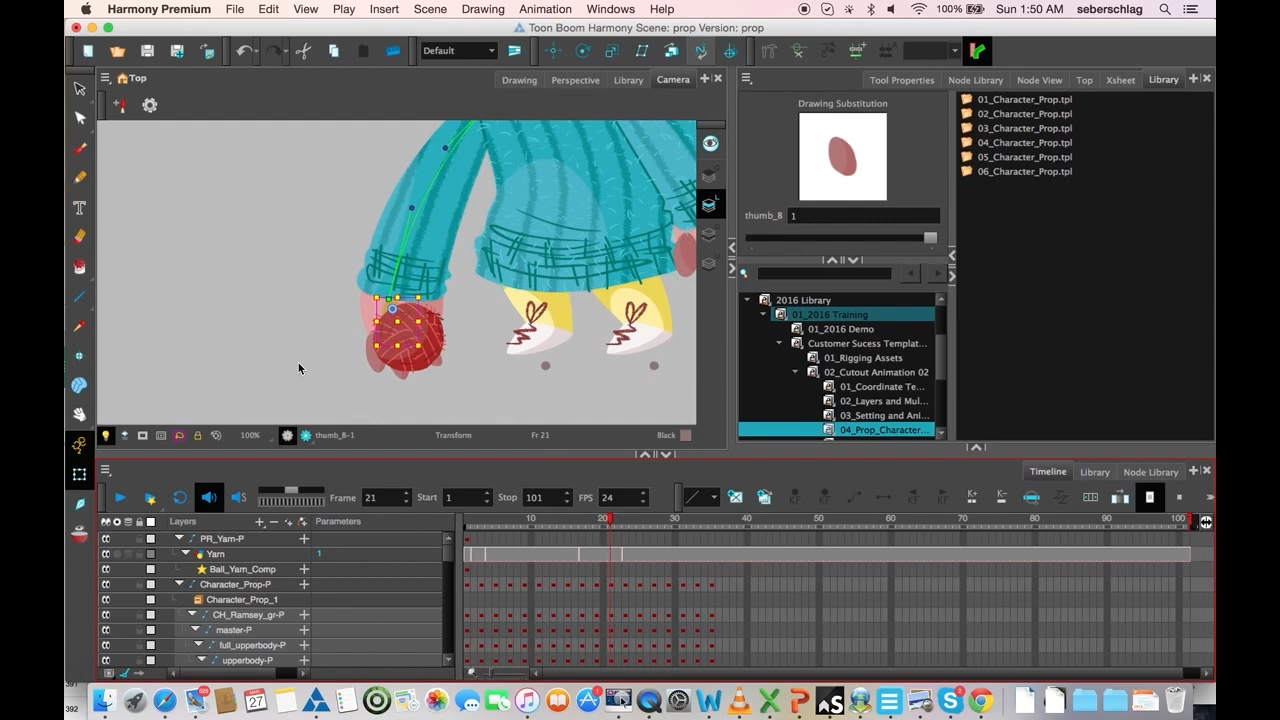 Harmony Premium File Edit View Play Insert Scene Drawing Animation Windows Help 100% Sun 1:50 AM seberschlag
Toon Boom Harmony Scene: prop Version: prop
Default
Top Drawing Perspective Library Camera
Tool Properties Node Library Node View Top Xsheet Library
Drawing Substitution
thumb_B 1
01_Character_Prop.tpl
02_Character_Prop.tpl
03_Character_Prop.tpl
04_Character_Prop.tpl
05_Character_Prop.tpl
06_Character_Prop.tpl
2016 Library
01_2016 Training
01_2016 Demo
Customer Sucess Templat...
01_Rigging Assets
02_Cutout Animation 02
01_Coordinate Te...
02_Layers and Mul...
03_Setting and Ani...
04_Prop_Character...
100% thumb_B-1 Transform Fr 21 Black
Timeline Library Node Library
Frame 21 Start 1 Stop 101 FPS 24
Layers Parameters
10 20 30 40 50 60 70 80 90 100
PR_Yarn-P
Yarn 1
Ball_Yarn_Comp
Character_Prop-P
Character_Prop_1
CH_Ramsey_gr-P
master-P
full_upperbody-P
upperbody-P
391
392